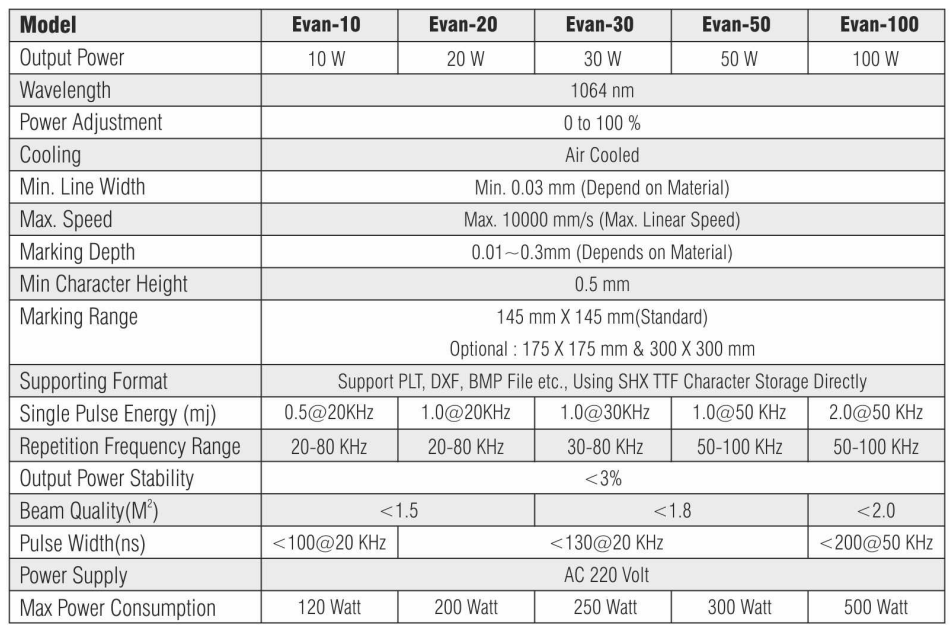 Model Evan-10 Evan-20 Evan-30 Evan-50 Evan-100
Output Power 10 W 20 W 30 W 50 W 100 W
Wavelength 1064 nm
Power Adjustment 0 to 100 %
Cooling Air Cooled
Min. Line Width Min. 0.03 mm (Depend on Material)
Max. Speed Max. 10000 mm/s (Max. Linear Speed)
Marking Depth 0.01~0.3mm (Depends on Material)
Min Character Height 0.5 mm
Marking Range 145 mm X 145 mm(Standard)
Optional : 175 X 175 mm & 300 X 300 mm
Supporting Format Support PLT, DXF, BMP File etc., Using SHX TTF Character Storage Directly
Single Pulse Energy (mj) 0.5@20KHz 1.0@20KHz 1.0@30KHz 1.0@50 KHz 2.0@50 KHz
Repetition Frequency Range 20-80 KHz 20-80 KHz 30-80 KHz 50-100 KHz 50-100 KHz
Output Power Stability <3%
Beam Quality(M²) <1.5 <1.8 <2.0
Pulse Width(ns) <100@20 KHz <130@20 KHz <200@50 KHz
Power Supply AC 220 Volt
Max Power Consumption 120 Watt 200 Watt 250 Watt 300 Watt 500 Watt